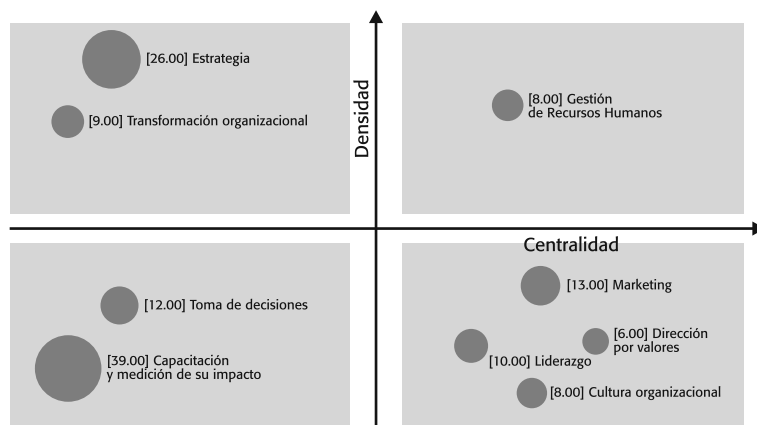 [26.00] Estrategia
[9.00] Transformación organizacional
Densidad
[8.00] Gestión
de Recursos Humanos
Centralidad
[12.00] Toma de decisiones
[39.00] Capacitación
y medición de su impacto
[13.00] Marketing
[6.00] Dirección
por valores
[10.00] Liderazgo
[8.00] Cultura organizacional